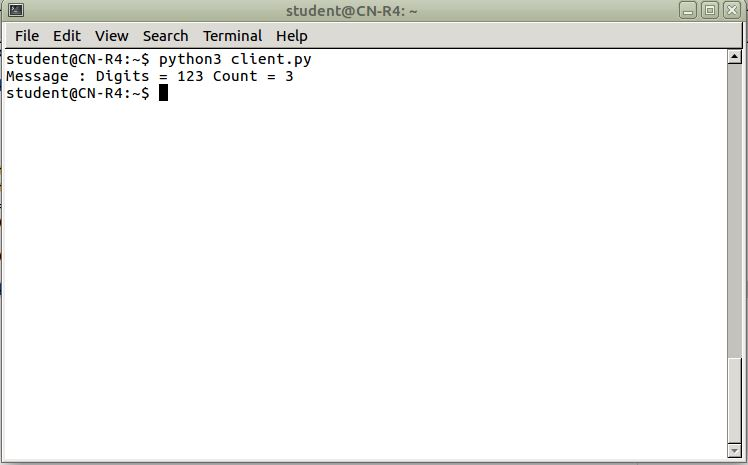 student@CN-R4: ~
File Edit View Search Terminal Help
student@CN-R4:~$ python3 client.py
Message : Digits = 123 Count = 3
student@CN-R4:~$